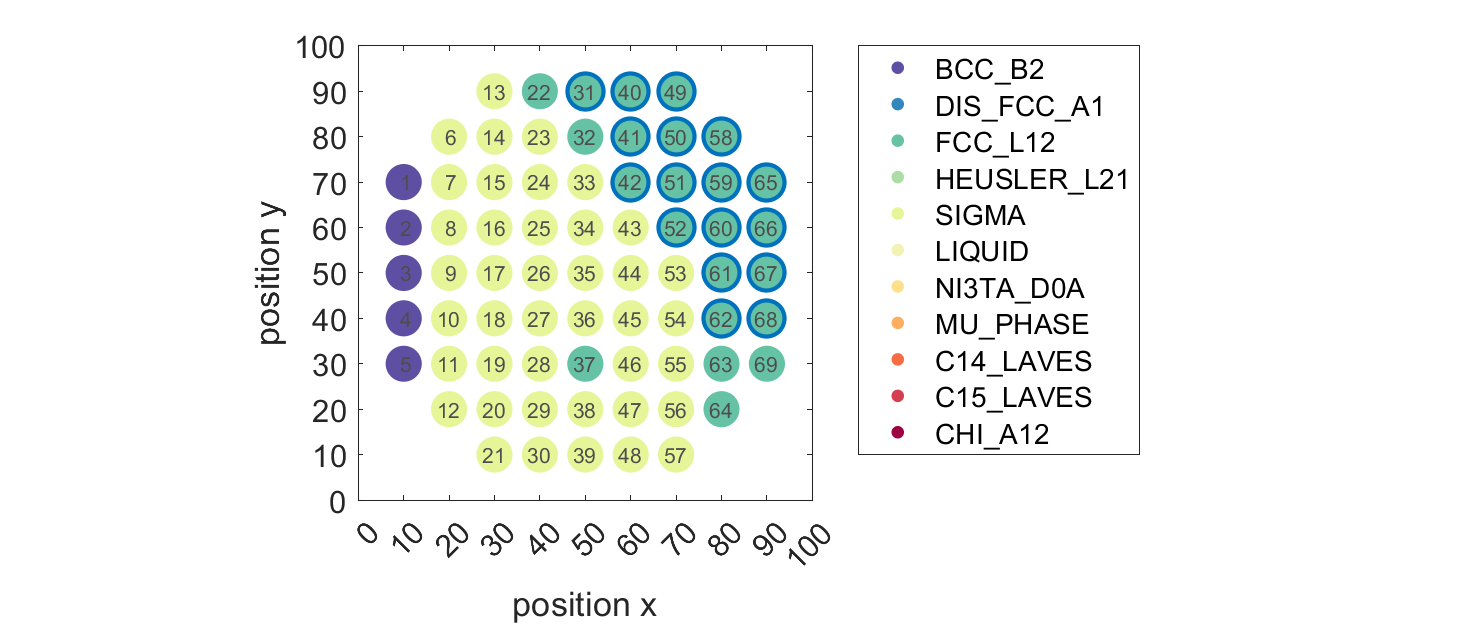 100
90
80
70
60
50
40
30
20
10
0
position y
13 22 31 40 49
6 14 23 32 41 50 58
1 7 15 24 33 42 51 59 65
2 8 16 25 34 43 52 60 66
3 9 17 26 35 44 53 61 67
4 10 18 27 36 45 54 62 68
5 11 19 28 37 46 55 63 69
12 20 29 38 47 56 64
21 30 39 48 57
0 10 20 30 40 50 60 70 80 90 100
position x
BCC_B2
DIS_FCC_A1
FCC_L12
HEUSLER_L21
SIGMA
LIQUID
NI3TA_D0A
MU_PHASE
C14_LAVES
C15_LAVES
CHI_A12